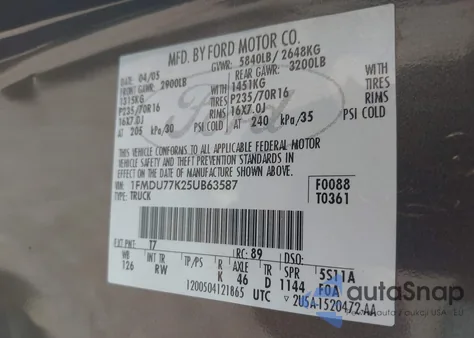 MFD. BY FORD MOTOR CO.
DATE: 04/05 GVWR: 5840LB/ 2648KG
FRONT GAWR: 2900LB REAR GAWR: 3200LB
1315KG 1451KG
P235/70R16 TIRES P235/70R16 TIRES
16X7.0J RIMS 16X7.0J RIMS
AT 205 kPa/30 PSI COLD AT 240 kPa/35 PSI COLD
THIS VEHICLE CONFORMS TO ALL APPLICABLE FEDERAL MOTOR
VEHICLE SAFETY AND THEFT PREVENTION STANDARDS IN
EFFECT ON THE DATE OF MANUFACTURE SHOWN ABOVE.
VIN: 1FMDU77K25UB63587
TYPE: TRUCK
F0088
T0361
EXT PNT: T7 RC: 89 DSO:
WB INT TR TP/PS R AXLE TR SPR 5S11A
126 RW K 46 D 1144 F0A
1200504121865 UTC 2U5A-1520472-AA
Ford
autoSnap